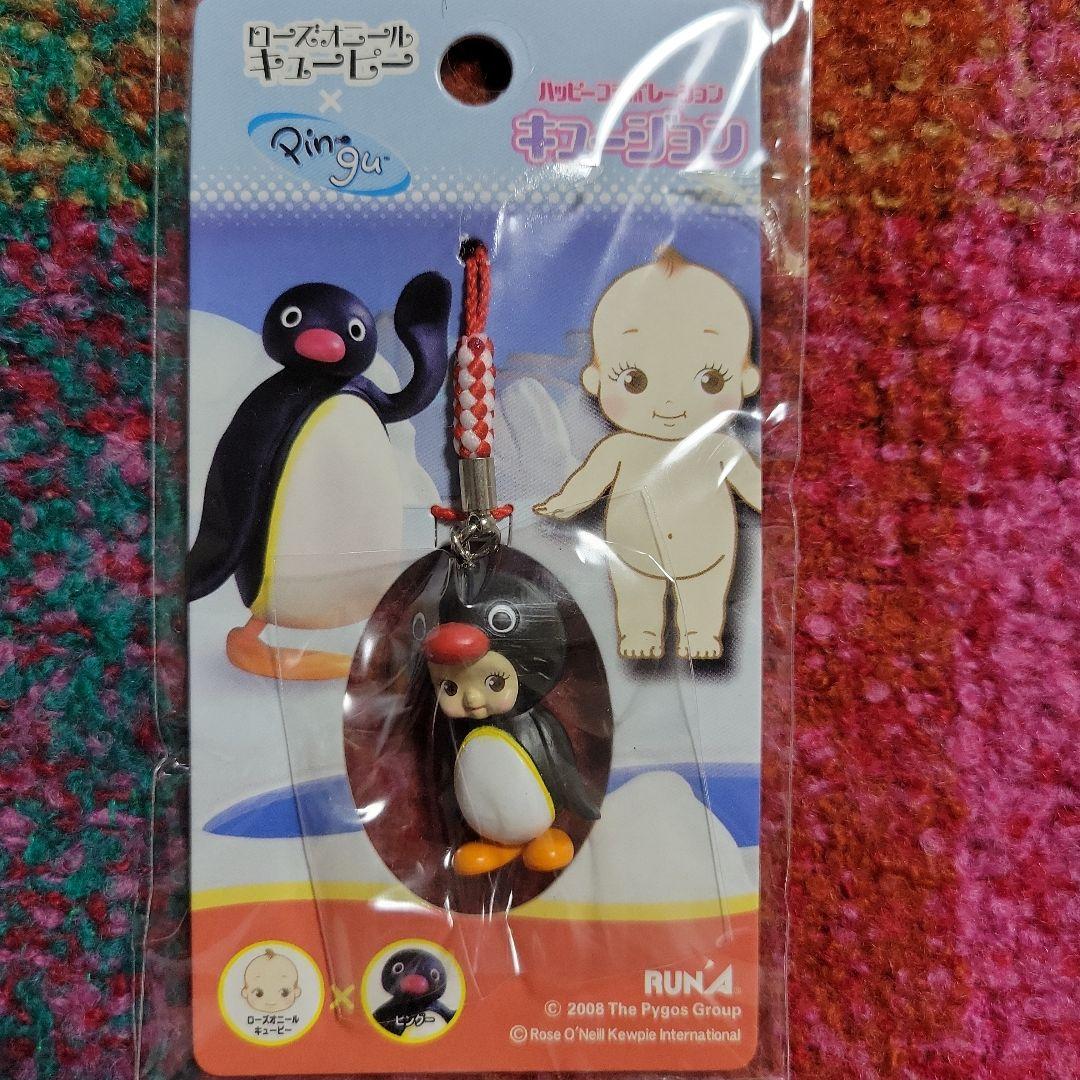 ローズオニール
キューピー
×
Pingu™
ハッピーコラボレーション
キュージョン
ローズオニール
キューピー
×
ピングー
RUN'A
© 2008 The Pygos Group
© Rose O'Neill Kewpie International